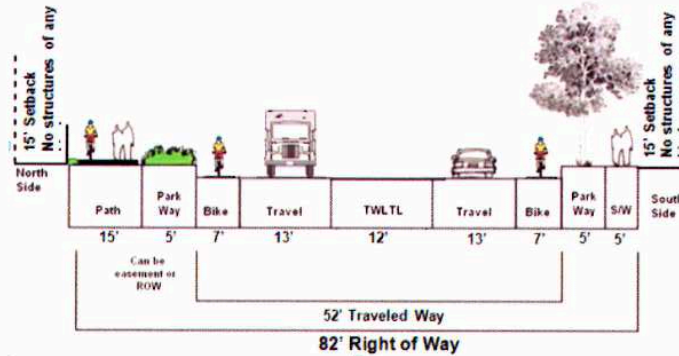 15' Setback
No structures of any
15' Setback
No structures of any
North
Side
Path
Park
Way
Bike
Travel
TWLTL
Travel
Bike
Park
Way
S/W
South
Side
15'
5'
7'
13'
12'
13'
7'
5'
5'
Can be
easement or
ROW
52' Traveled Way
82' Right of Way